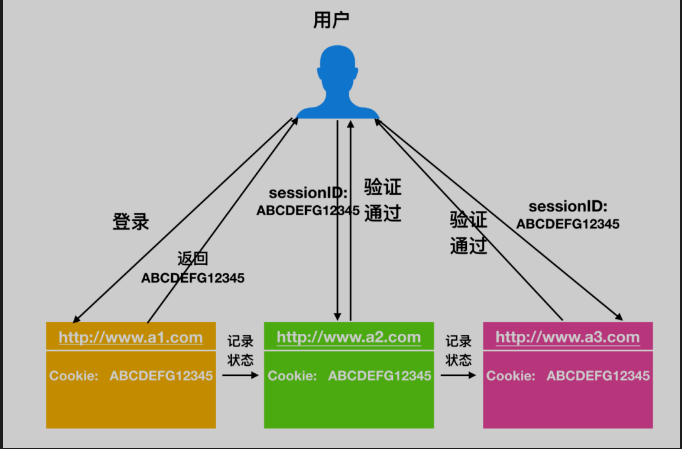 用户
sessionID:
ABCDEFG12345
验证
通过
sessionID:
ABCDEFG12345
登录
验证
通过
返回
ABCDEFG12345
http://www.a1.com
记录
状态
http://www.a2.com
记录
状态
http://www.a3.com
Cookie: ABCDEFG12345
Cookie: ABCDEFG12345
Cookie: ABCDEFG12345